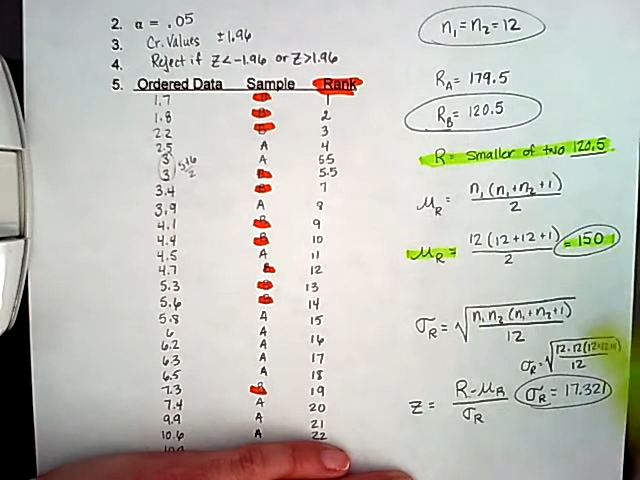 2. α = .05
3. Cr. Values ±1.96
4. Reject if Z<-1.96 or Z>1.96
5. Ordered Data Sample Rank
1.7 B 1
1.8 B 2
2.2 B 3
2.5 A 4
3 A 5.5
3 B 5.5
5+6/2
3.4 B 7
3.9 A 8
4.1 B 9
4.4 B 10
4.5 A 11
4.7 B 12
5.3 B 13
5.6 B 14
5.8 A 15
6 A 16
6.2 A 17
6.3 A 18
6.5 A
7.3 B 19
7.4 A 20
9.9 A 21
10.6 A 22
n₁ = n₂ = 12
R_A = 179.5
R_B = 120.5
R = smaller of two 120.5
μ_R = n₁(n₁+n₂+1)/2
μ_R = 12(12+12+1)/2 = 150
σ_R = √(n₁n₂(n₁+n₂+1)/12)
σ_R = √(12·12(12+12+1)/12)
Z = R-μ_R/σ_R
σ_R = 17.321